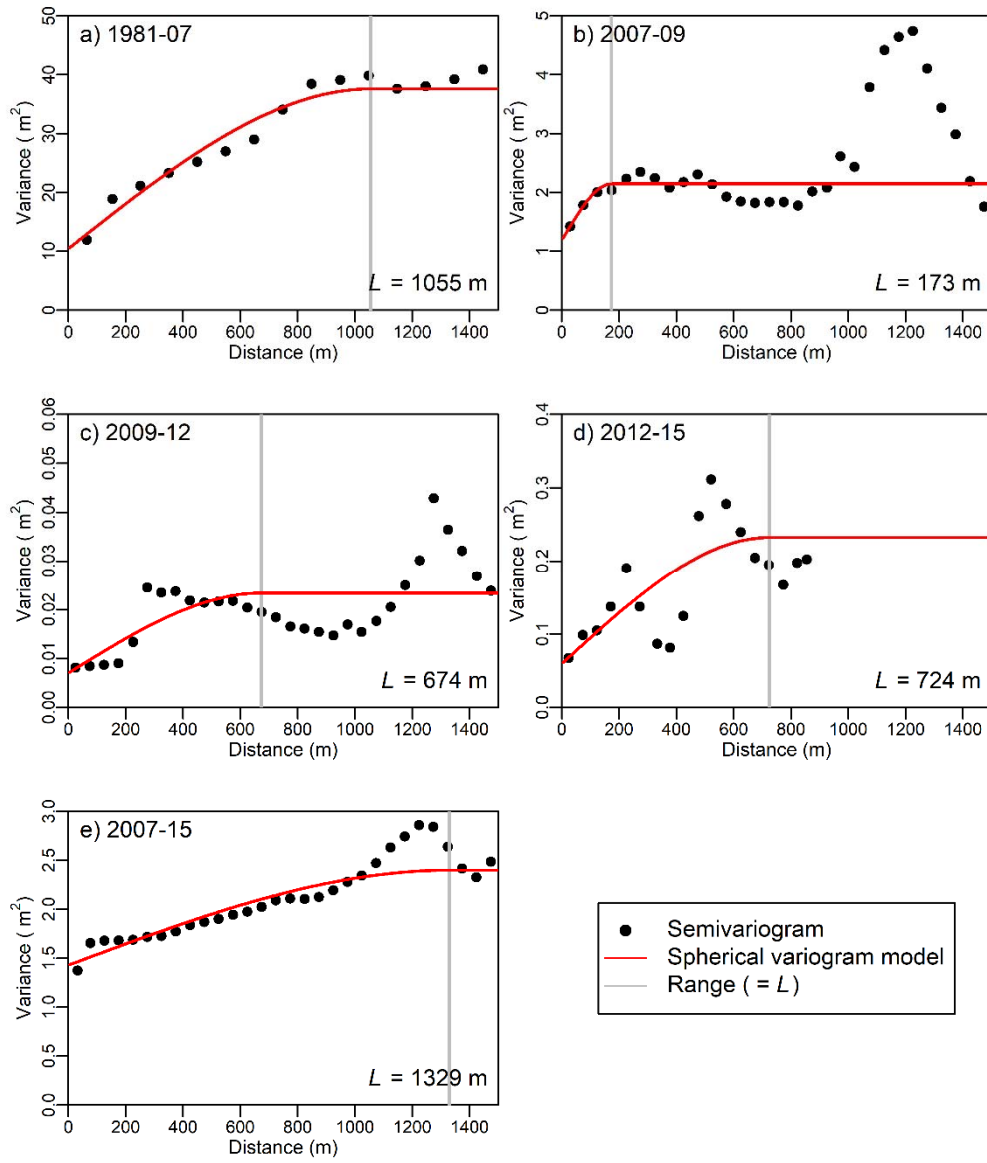 a) 1981-07
Variance ( m²)
0 10 20 30 40 50
0 200 400 600 800 1000 1200 1400
Distance (m)
L = 1055 m
b) 2007-09
Variance ( m²)
0 1 2 3 4 5
0 200 400 600 800 1000 1200 1400
Distance (m)
L = 173 m
c) 2009-12
Variance ( m²)
0.00 0.01 0.02 0.03 0.04 0.05 0.06
0 200 400 600 800 1000 1200 1400
Distance (m)
L = 674 m
d) 2012-15
Variance ( m²)
0.0 0.1 0.2 0.3 0.4
0 200 400 600 800 1000 1200 1400
Distance (m)
L = 724 m
e) 2007-15
Variance ( m²)
0.0 0.5 1.0 1.5 2.0 2.5 3.0
0 200 400 600 800 1000 1200 1400
Distance (m)
L = 1329 m
Semivariogram
Spherical variogram model
Range ( = L)